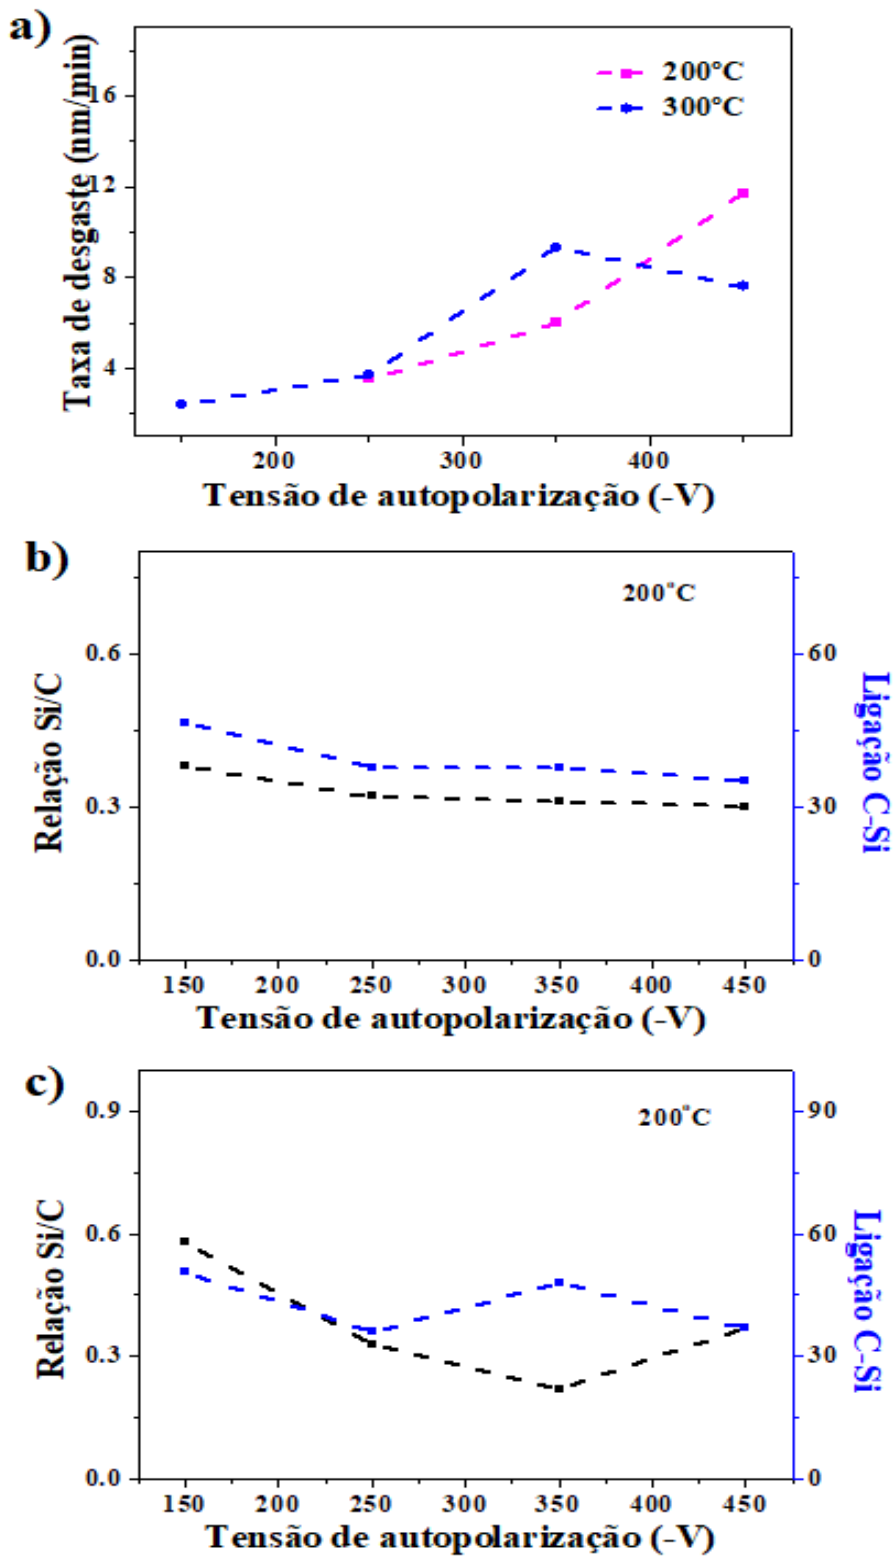 a)
Taxa de desgaste (nm/min)
16
12
8
4
200°C
300°C
200
300
400
Tensão de autopolarização (-V)
b)
200°C
Relação Si/C
0.6
0.3
0.0
60
30
0
Ligação C-Si
150 200 250 300 350 400 450
Tensão de autopolarização (-V)
c)
200°C
Relação Si/C
0.9
0.6
0.3
0.0
90
60
30
0
Ligação C-Si
150 200 250 300 350 400 450
Tensão de autopolarização (-V)